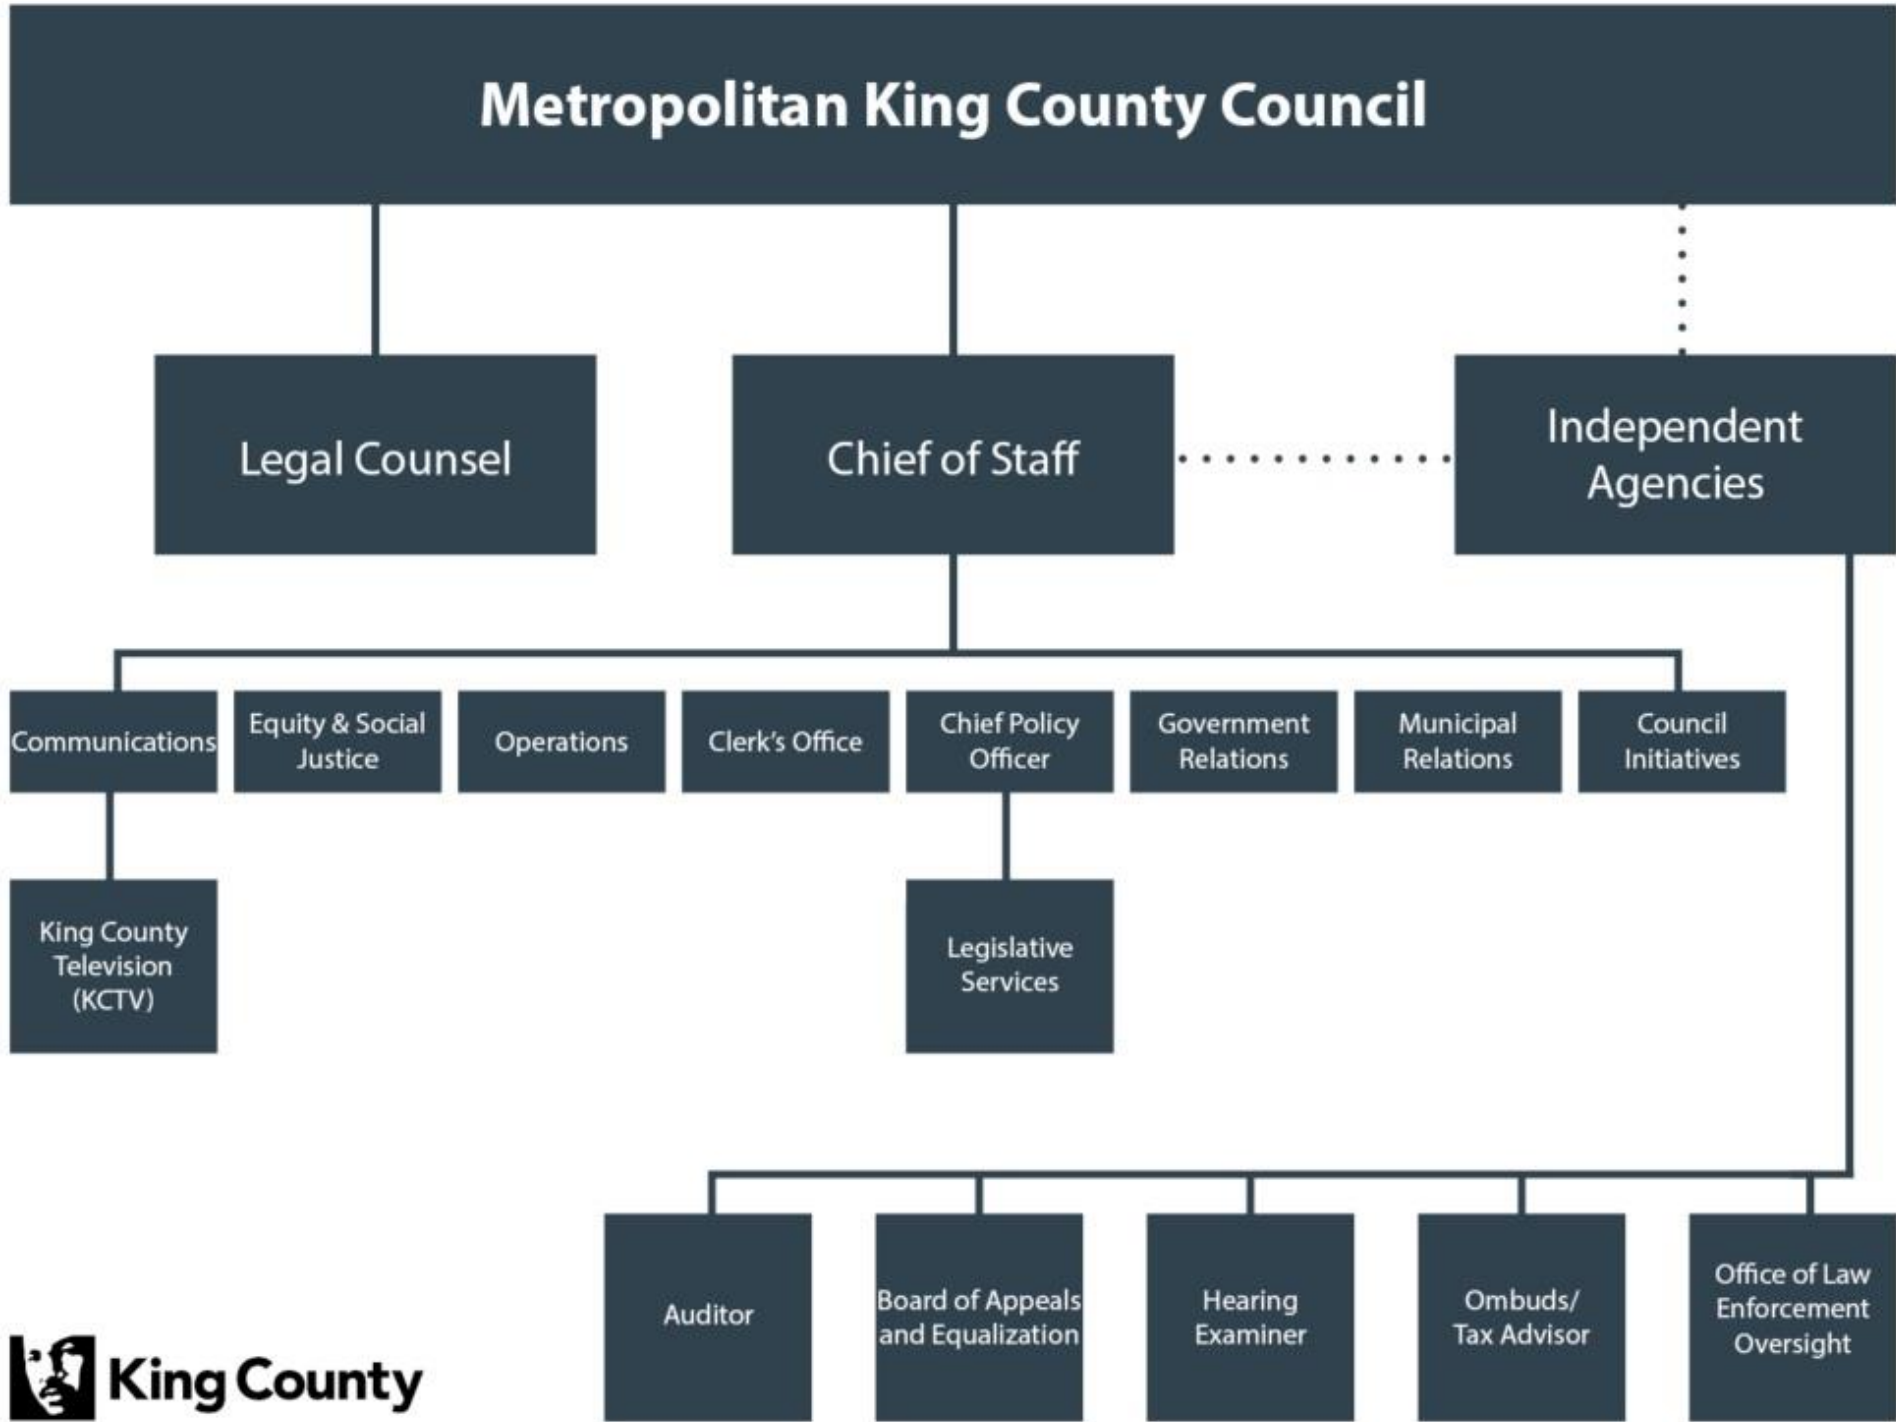 Metropolitan King County Council
Legal Counsel
Chief of Staff
Independent
Agencies
Communications
Equity & Social
Justice
Operations
Clerk’s Office
Chief Policy
Officer
Government
Relations
Municipal
Relations
Council
Initiatives
King County
Television
(KCTV)
Legislative
Services
Auditor
Board of Appeals
and Equalization
Hearing
Examiner
Ombuds/
Tax Advisor
Office of Law
Enforcement
Oversight
King County